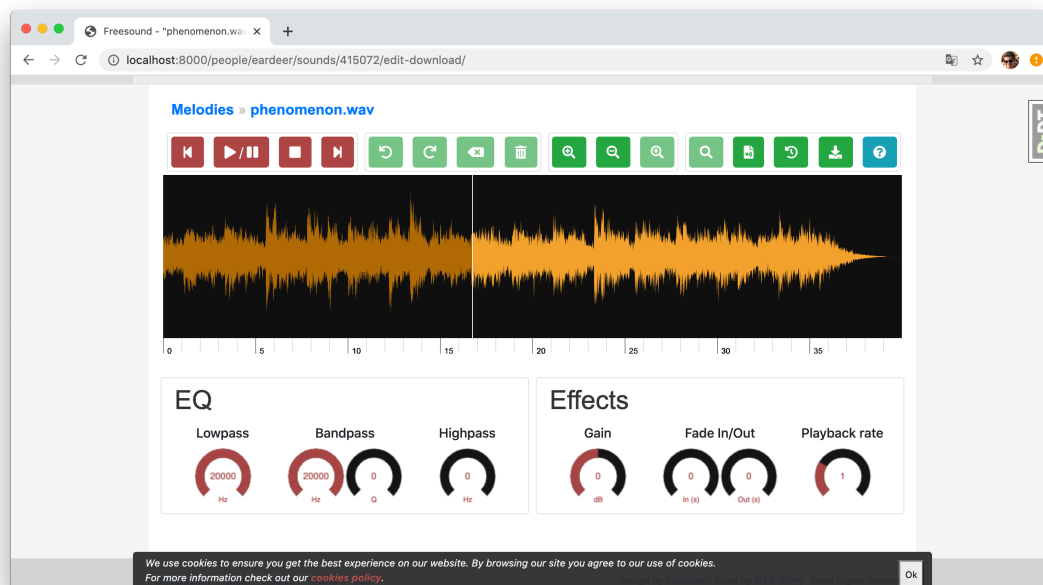 Freesound - "phenomenon.wav
localhost:8000/people/eardeer/sounds/415072/edit-download/
Melodies » phenomenon.wav
0 5 10 15 20 25 30 35
EQ
Lowpass Bandpass Highpass
20000 20000 0 0
Hz Hz Q Hz
Effects
Gain Fade In/Out Playback rate
0 0 0 1
dB In (s) Out (s)
We use cookies to ensure you get the best experience on our website. By browsing our site you agree to our use of cookies.
For more information check out our cookies policy.
Ok